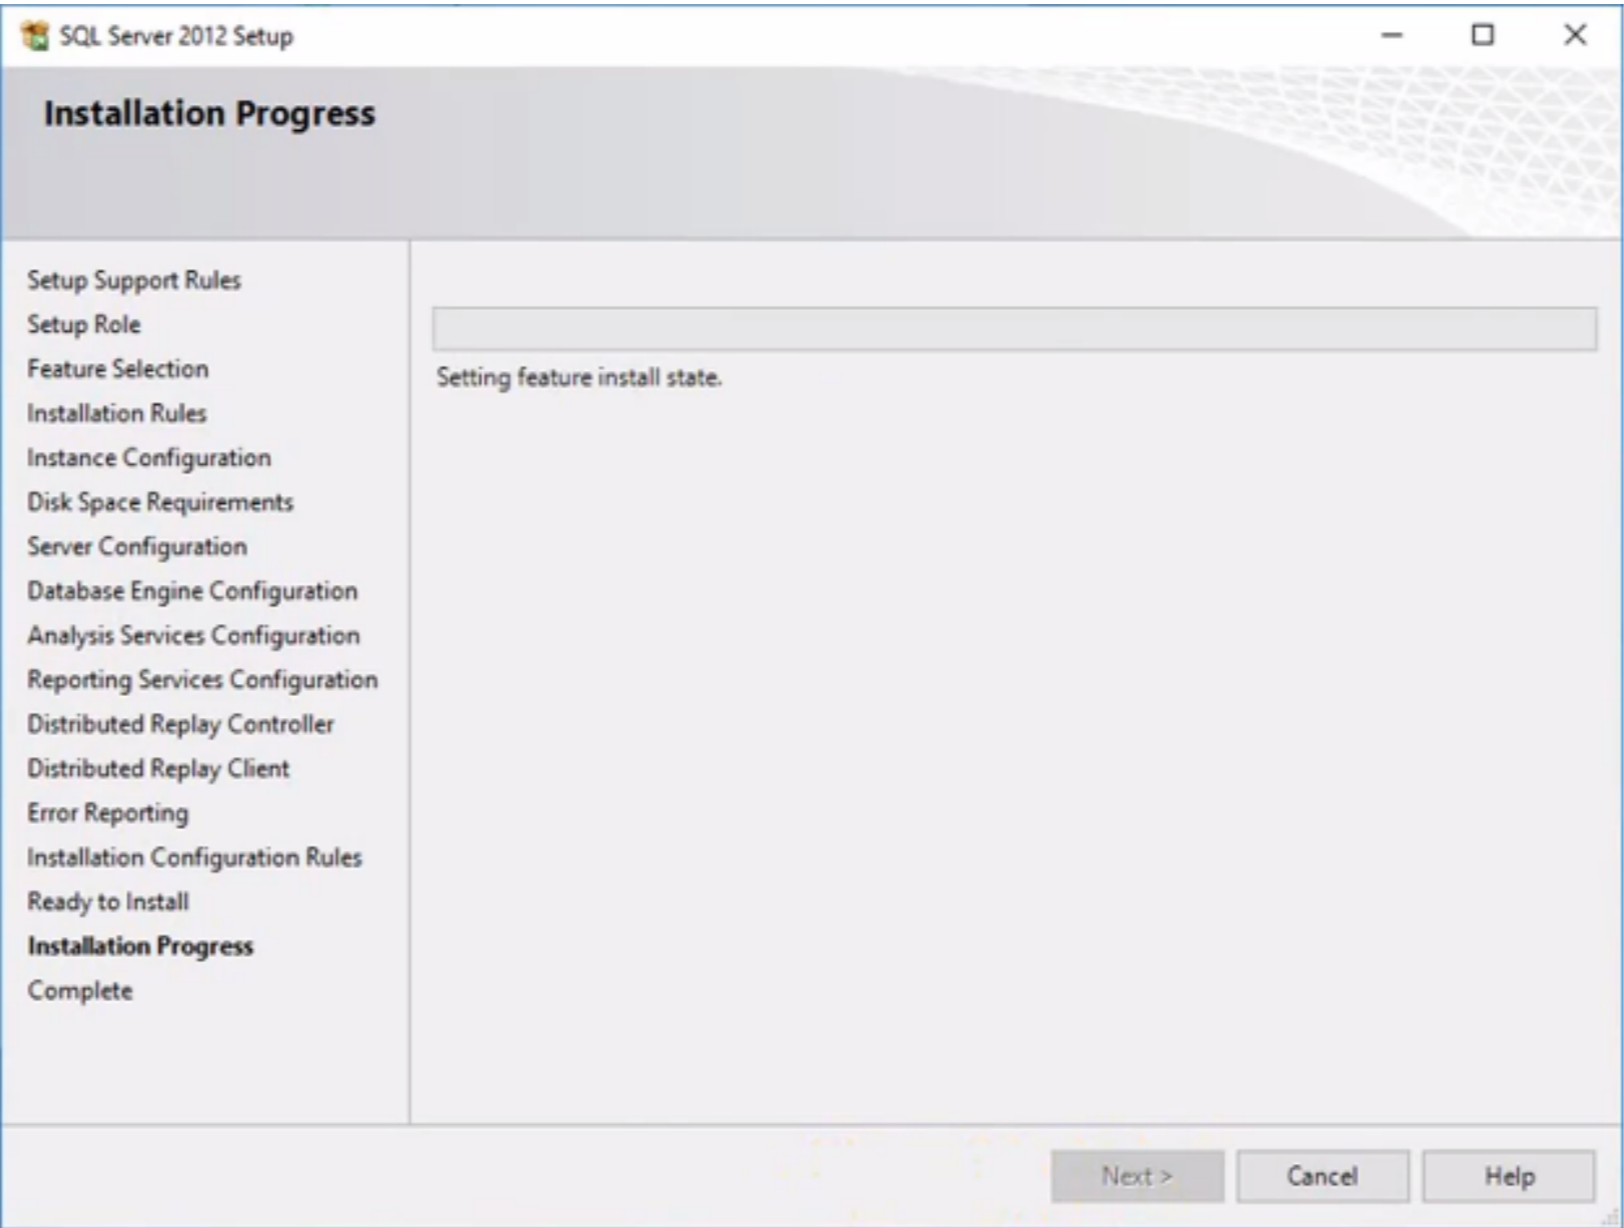 SQL Server 2012 Setup
Installation Progress
Setup Support Rules
Setup Role
Feature Selection
Installation Rules
Instance Configuration
Disk Space Requirements
Server Configuration
Database Engine Configuration
Analysis Services Configuration
Reporting Services Configuration
Distributed Replay Controller
Distributed Replay Client
Error Reporting
Installation Configuration Rules
Ready to Install
Installation Progress
Complete
Setting feature install state.
Next >
Cancel
Help